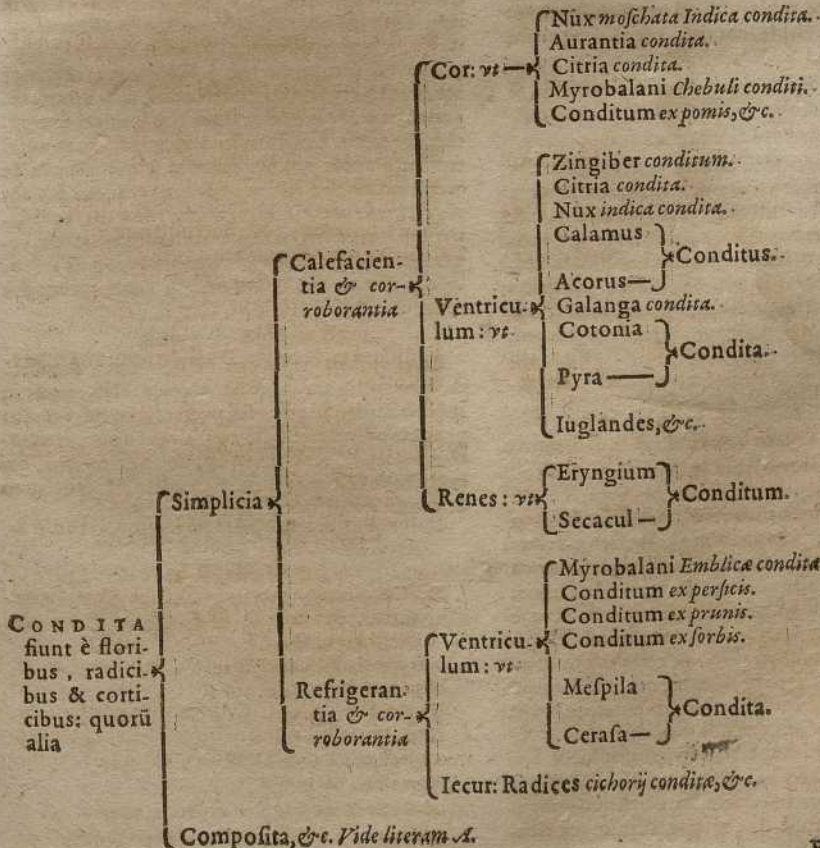 Nux moſchata Indica condita.
Aurantia condita.
Cor: vt
Citria condita.
Myrobalani Chebuli conditi.
Conditum ex pomis, &c.
Zingiber conditum.
Citria condita.
Nux indica condita.
Calamus
Conditus.
Acorus
Calefacien-
tia & cor-
roborantia
Ventricu-
lum: vt
Galanga condita.
Cotonia
Condita.
Pyra
Iuglandes, &c.
Simplicia
Renes: vt
Eryngium
Conditum.
Secacul
CONDITA
fiunt è flori-
bus, radici-
bus & corti-
cibus: quorū
alia
Myrobalani Emblicæ conditæ
Conditum ex perſicis.
Conditum ex prunis.
Ventricu-
lum: vt
Conditum ex ſorbis.
Refrigeran-
tia & cor-
roborantia
Meſpila
Condita.
Ceraſa
Iecur: Radices cichorij conditæ, &c.
Compoſita, &c. Vide literam A.